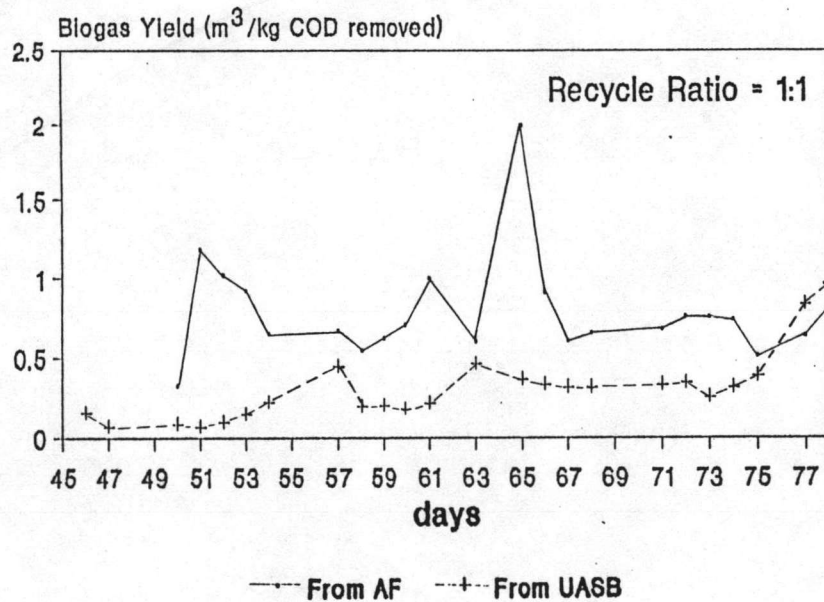 Biogas Yield (m³/kg COD removed)
2.5
Recycle Ratio = 1:1
2
1.5
1
0.5
0
45 47 49 51 53 55 57 59 61 63 65 67 69 71 73 75 77
days
From AF From UASB